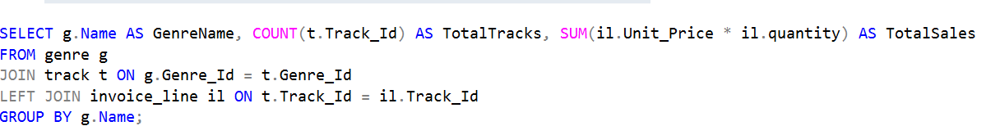 SELECT g.Name AS GenreName, COUNT(t.Track_Id) AS TotalTracks, SUM(il.Unit_Price * il.quantity) AS TotalSales
FROM genre g
JOIN track t ON g.Genre_Id = t.Genre_Id
LEFT JOIN invoice_line il ON t.Track_Id = il.Track_Id
GROUP BY g.Name;